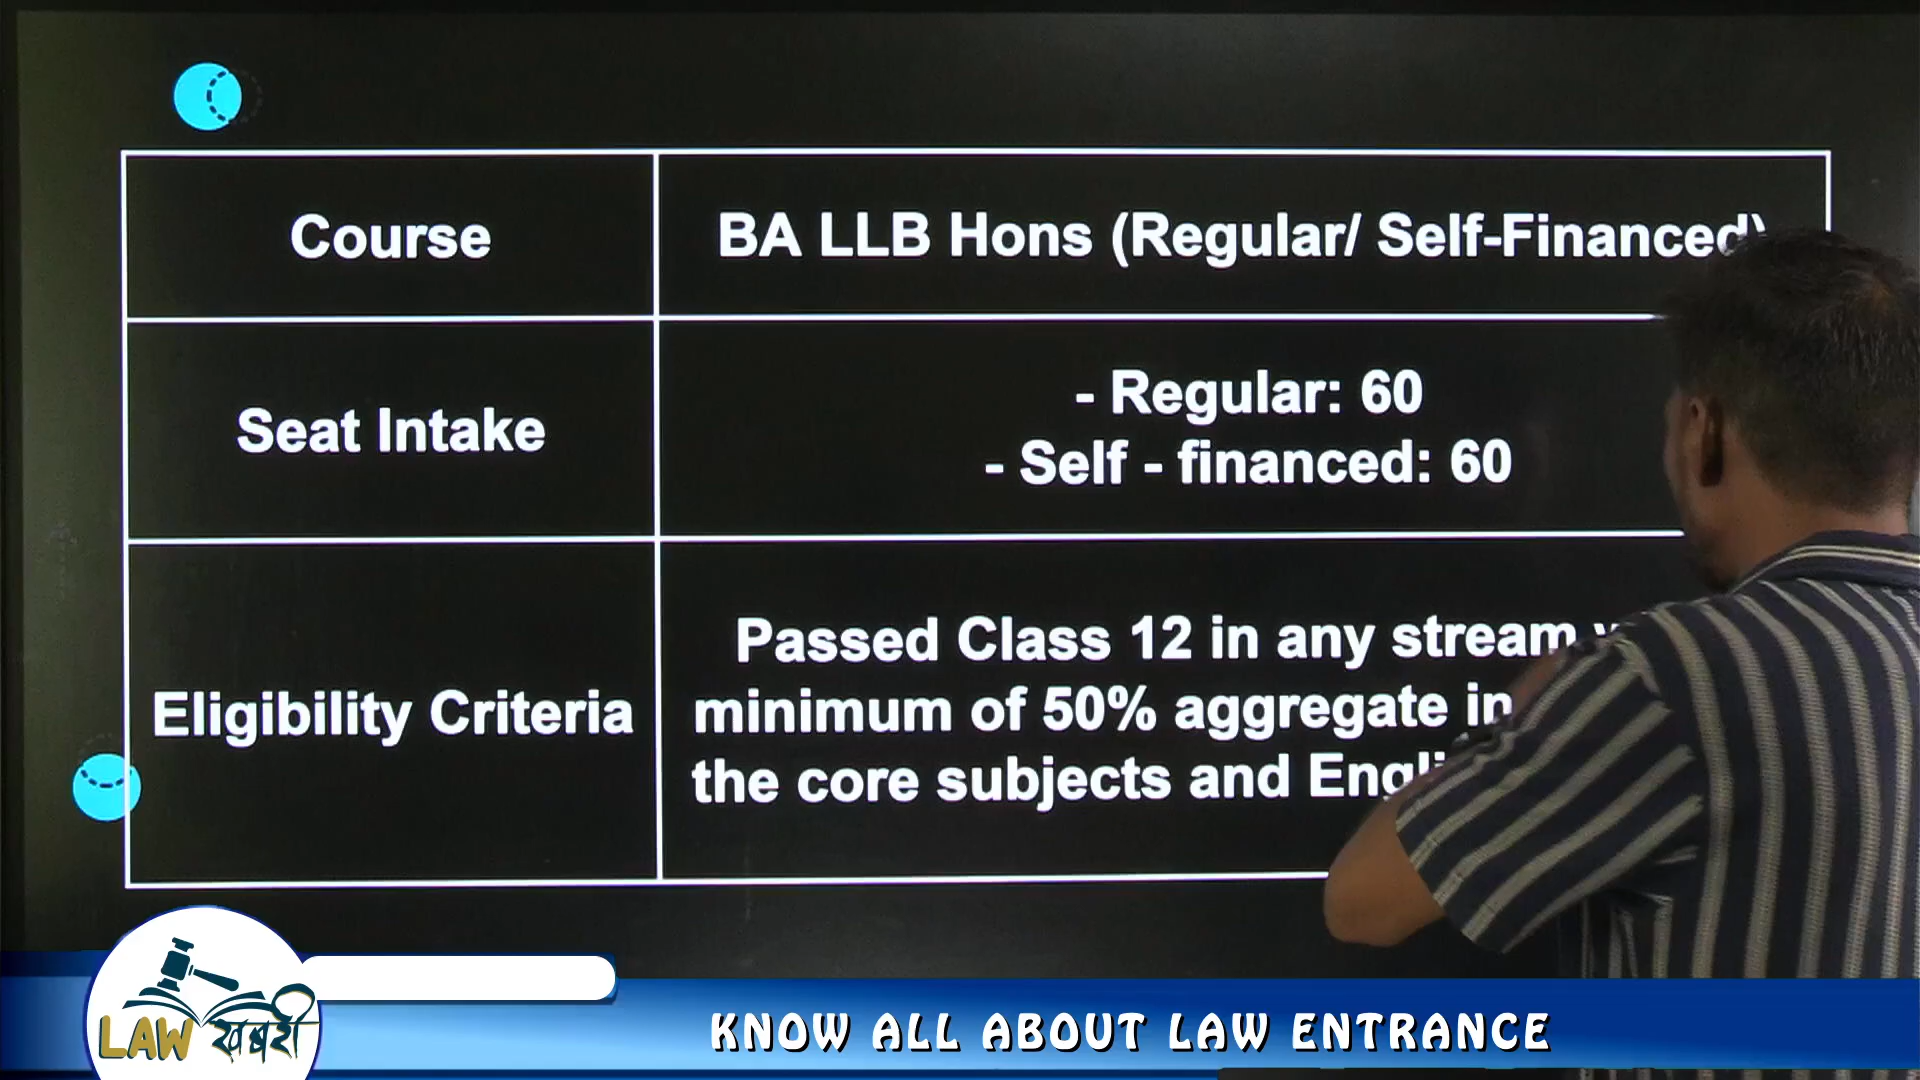 Course
BA LLB Hons (Regular/ Self-Financed)
Seat Intake
- Regular: 60
- Self - financed: 60
Eligibility Criteria
Passed Class 12 in any stream
minimum of 50% aggregate in
the core subjects and
LAW खबरी
KNOW ALL ABOUT LAW ENTRANCE